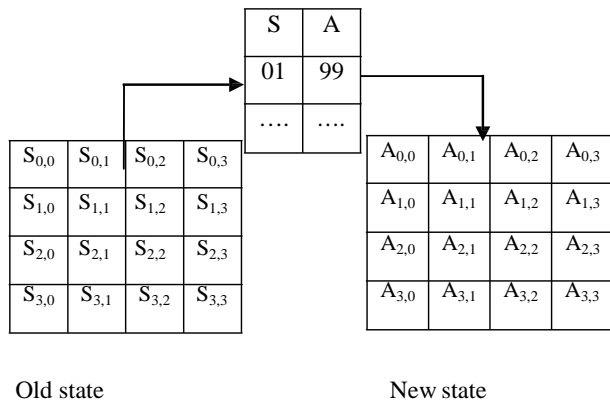 S A
01 99
.... ....
S0,0 S0,1 S0,2 S0,3
S1,0 S1,1 S1,2 S1,3
S2,0 S2,1 S2,2 S2,3
S3,0 S3,1 S3,2 S3,3
A0,0 A0,1 A0,2 A0,3
A1,0 A1,1 A1,2 A1,3
A2,0 A2,1 A2,2 A2,3
A3,0 A3,1 A3,2 A3,3
Old state
New state